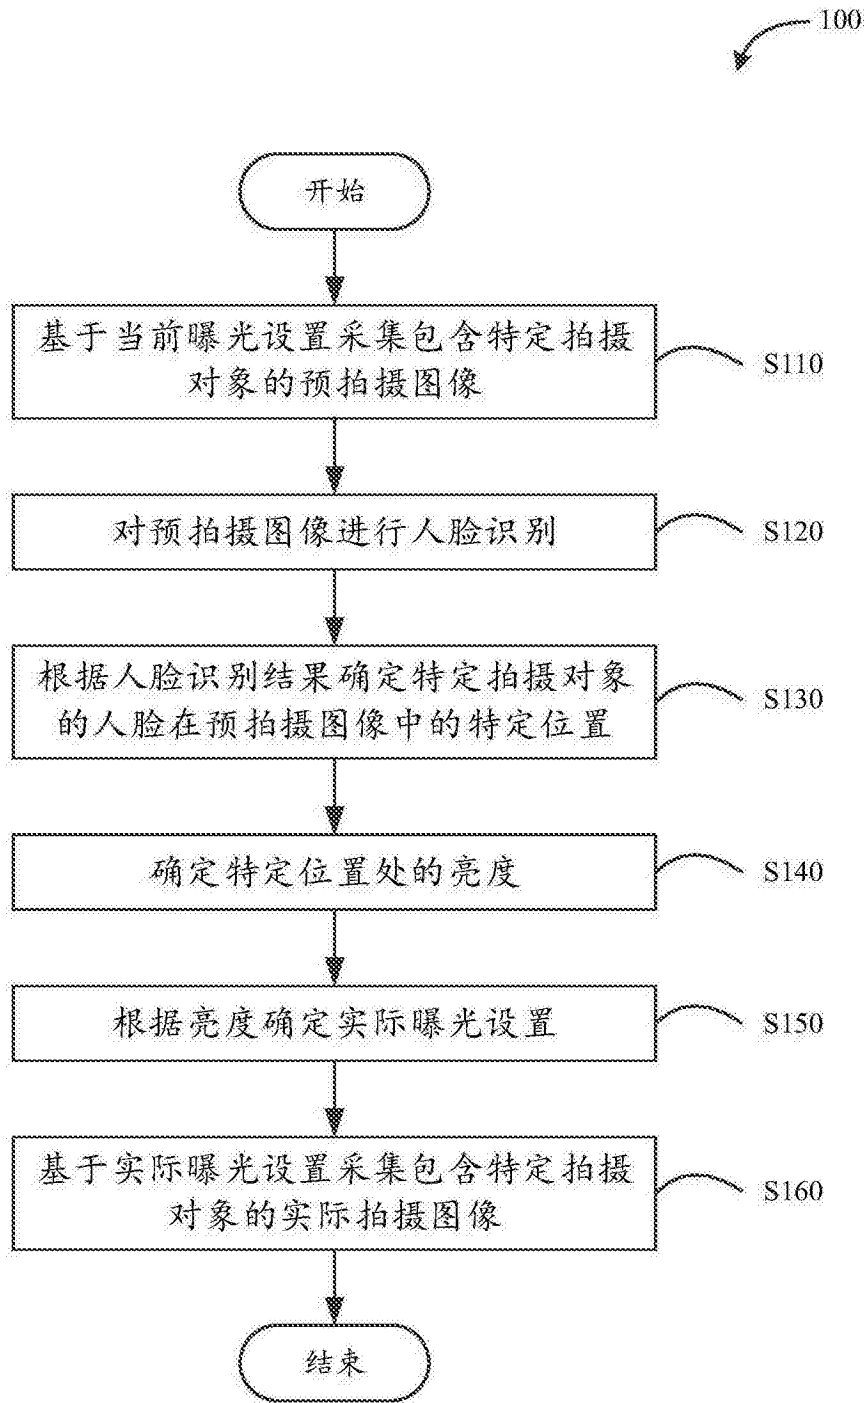 100
开始
基于当前曝光设置采集包含特定拍摄
对象的预拍摄图像
S110
对预拍摄图像进行人脸识别
S120
根据人脸识别结果确定特定拍摄对象
的人脸在预拍摄图像中的特定位置
S130
确定特定位置处的亮度
S140
根据亮度确定实际曝光设置
S150
基于实际曝光设置采集包含特定拍摄
对象的实际拍摄图像
S160
结束